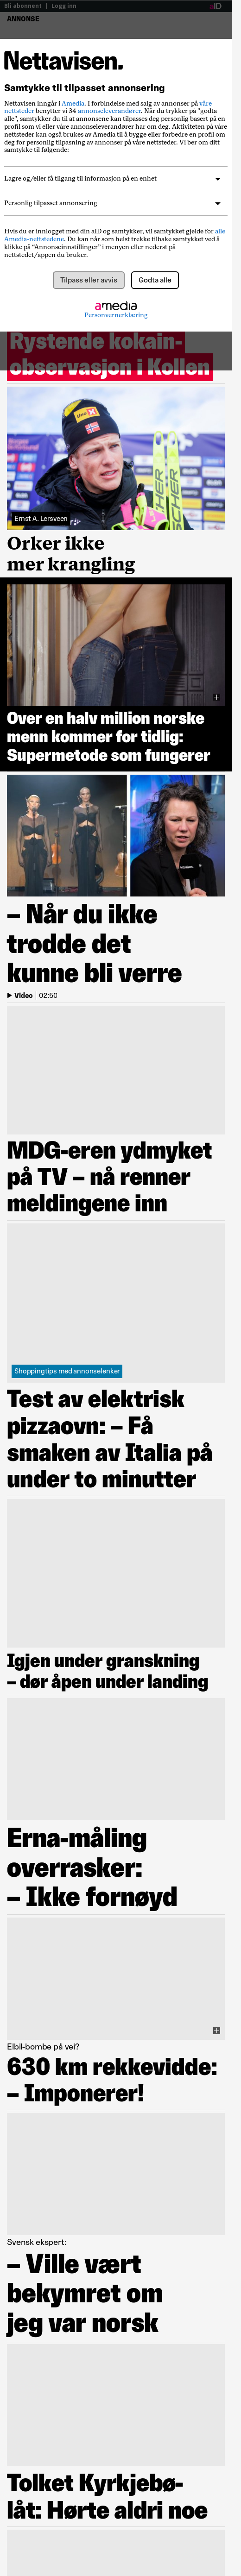 Bli abonnent | Logg inn
ANNONSE
Nettavisen.
Samtykke til tilpasset annonsering
Nettavisen inngår i Amedia. I forbindelse med salg av annonser på våre
nettsteder benytter vi 34 annonseleverandører. Når du trykker på "godta
alle", samtykker du til at annonsene kan tilpasses deg personlig basert på en
profil som vi eller våre annonseleverandører har om deg. Aktiviteten på våre
nettsteder kan også brukes av Amedia til å bygge eller forbedre en profil om
deg for personlig tilpasning av annonser på våre nettsteder. Vi ber om ditt
samtykke til følgende:
Lagre og/eller få tilgang til informasjon på en enhet
Personlig tilpasset annonsering
Hvis du er innlogget med din aID og samtykker, vil samtykket gjelde for alle
Amedia-nettstedene. Du kan når som helst trekke tilbake samtykket ved å
klikke på "Annonseinnstillinger" i menyen eller nederst på
nettstedet/appen du bruker.
Tilpass eller avvis
Godta alle
amedia
Personvernerklæring
Rystende kokain-
observasjon i Kollen
Ernst A. Lersveen
Orker ikke
mer krangling
Over en halv million norske
menn kommer for tidlig:
Supermetode som fungerer
– Når du ikke
trodde det
kunne bli verre
Video | 02:50
MDG-eren ydmyket
på TV – nå renner
meldingene inn
Shoppingtips med annonselenker
Test av elektrisk
pizzaovn: – Få
smaken av Italia på
under to minutter
Igjen under granskning
– dør åpen under landing
Erna-måling
overrasker:
– Ikke fornøyd
Elbil-bombe på vei?
630 km rekkevidde:
– Imponerer!
Svensk ekspert:
– Ville vært
bekymret om
jeg var norsk
Tolket Kyrkjebø-
låt: Hørte aldri noe